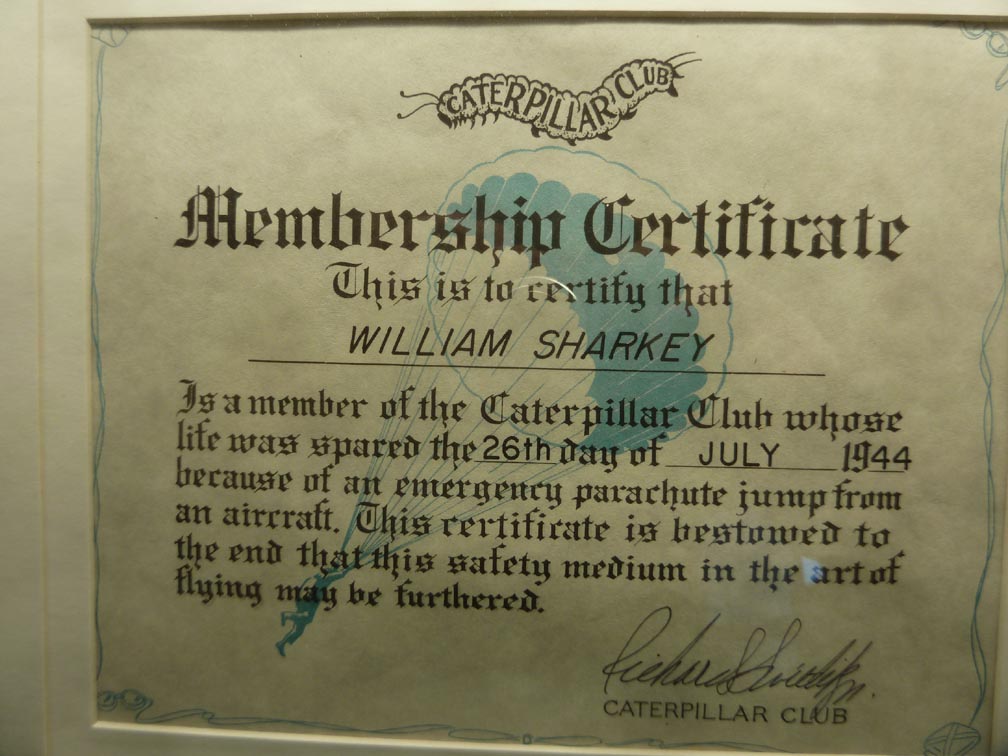 CATERPILLAR CLUB
Membership Certificate
This is to certify that
WILLIAM SHARKEY
Is a member of the Caterpillar Club whose
life was spared the 26th day of JULY 1944
because of an emergency parachute jump from
an aircraft. This certificate is bestowed to
the end that this safety medium in the art of
flying may be furthered.
Richard
CATERPILLAR CLUB